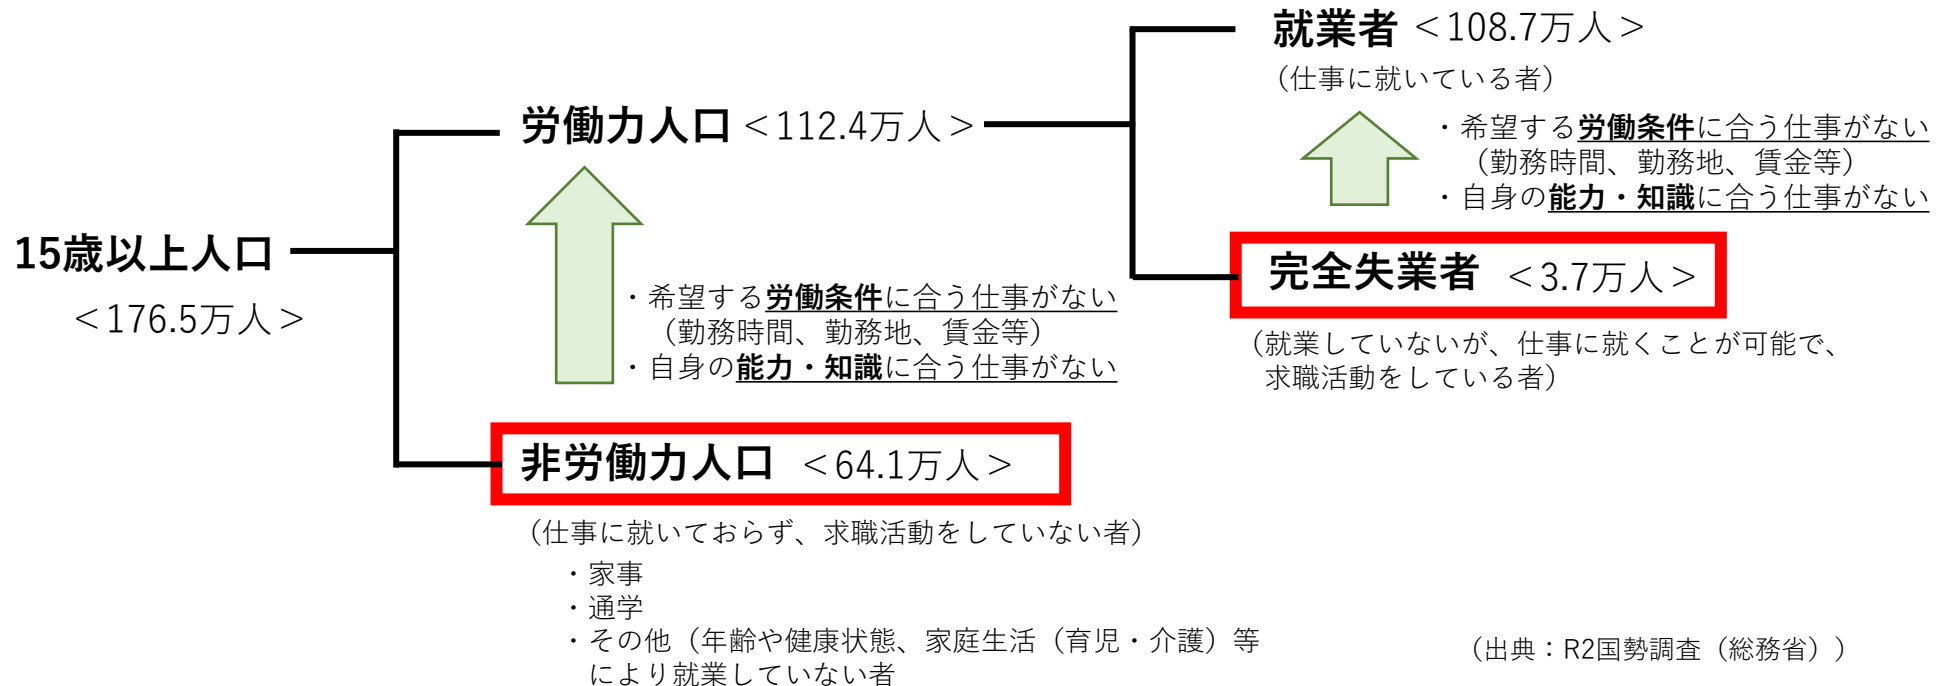 就業者 <108.7万人>
（仕事に就いている者）
労働力人口 <112.4万人>
・希望する労働条件に合う仕事がない
（勤務時間、勤務地、賃金等）
・自身の能力・知識に合う仕事がない
15歳以上人口
<176.5万人>
完全失業者 <3.7万人>
・希望する労働条件に合う仕事がない
（勤務時間、勤務地、賃金等）
・自身の能力・知識に合う仕事がない
（就業していないが、仕事に就くことが可能で、
求職活動をしている者）
非労働力人口 <64.1万人>
（仕事に就いておらず、求職活動をしていない者）
・家事
・通学
・その他（年齢や健康状態、家庭生活（育児・介護）等
により就業していない者
（出典：R2国勢調査（総務省））